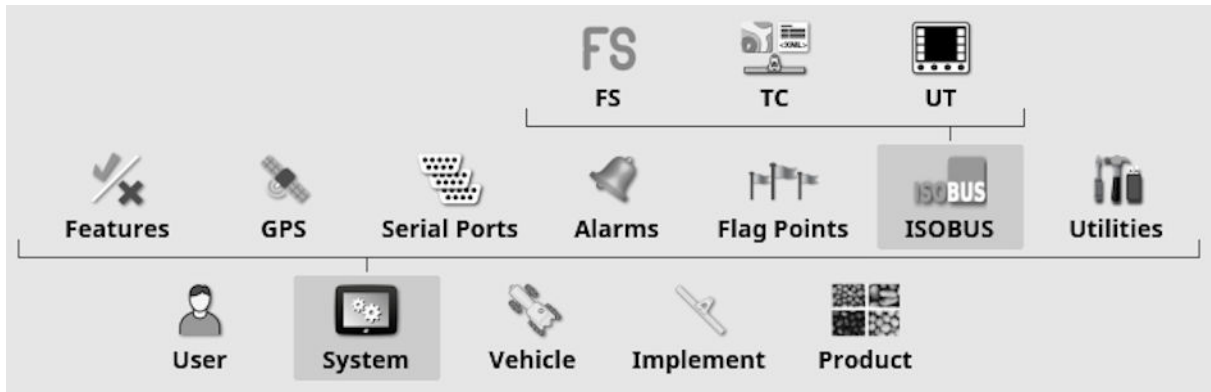 FS
<XML>
FS TC UT
ISOBUS
Features GPS Serial Ports Alarms Flag Points ISOBUS Utilities
User System Vehicle Implement Product